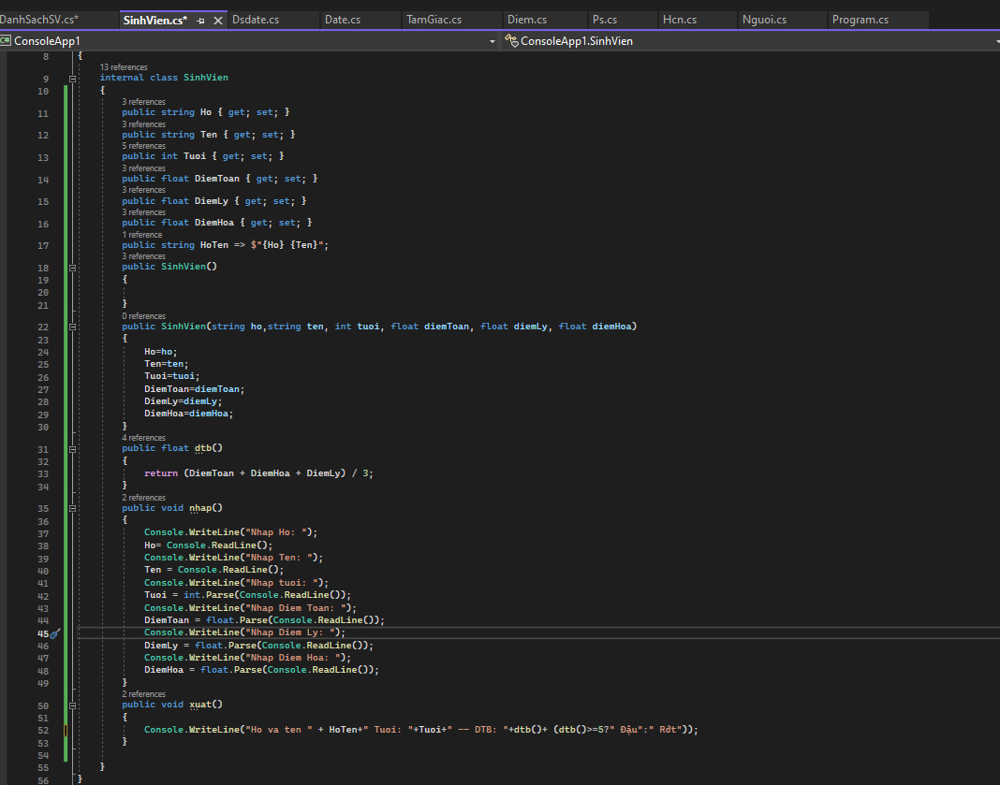 DanhSachSV.cs*
SinhVien.cs*
Dsdate.cs
Date.cs
TamGiac.cs
Diem.cs
Ps.cs
Hcn.cs
Nguoi.cs
Program.cs
C# ConsoleApp1
ConsoleApp1.SinhVien
8 {
13 references
9 internal class SinhVien
10 {
3 references
11 public string Ho { get; set; }
3 references
12 public string Ten { get; set; }
5 references
13 public int Tuoi { get; set; }
3 references
14 public float DiemToan { get; set; }
3 references
15 public float DiemLy { get; set; }
3 references
16 public float DiemHoa { get; set; }
1 reference
17 public string HoTen => $"{Ho} {Ten}";
3 references
18 public SinhVien()
19 {
20
21 }
0 references
22 public SinhVien(string ho,string ten, int tuoi, float diemToan, float diemLy, float diemHoa)
23 {
24 Ho=ho;
25 Ten=ten;
26 Tuoi=tuoi;
27 DiemToan=diemToan;
28 DiemLy=diemLy;
29 DiemHoa=diemHoa;
30 }
4 references
31 public float dtb()
32 {
33 return (DiemToan + DiemHoa + DiemLy) / 3;
34 }
2 references
35 public void nhap()
36 {
37 Console.WriteLine("Nhap Ho: ");
38 Ho= Console.ReadLine();
39 Console.WriteLine("Nhap Ten: ");
40 Ten = Console.ReadLine();
41 Console.WriteLine("Nhap tuoi: ");
42 Tuoi = int.Parse(Console.ReadLine());
43 Console.WriteLine("Nhap Diem Toan: ");
44 DiemToan = float.Parse(Console.ReadLine());
45 Console.WriteLine("Nhap Diem Ly: ");
46 DiemLy = float.Parse(Console.ReadLine());
47 Console.WriteLine("Nhap Diem Hoa: ");
48 DiemHoa = float.Parse(Console.ReadLine());
49 }
2 references
50 public void xuat()
51 {
52 Console.WriteLine("Ho va ten " + HoTen+" Tuoi: "+Tuoi+" -- DTB: "+dtb()+ (dtb()>=5?" Đậu":" Rớt"));
53 }
54
55 }
56 }